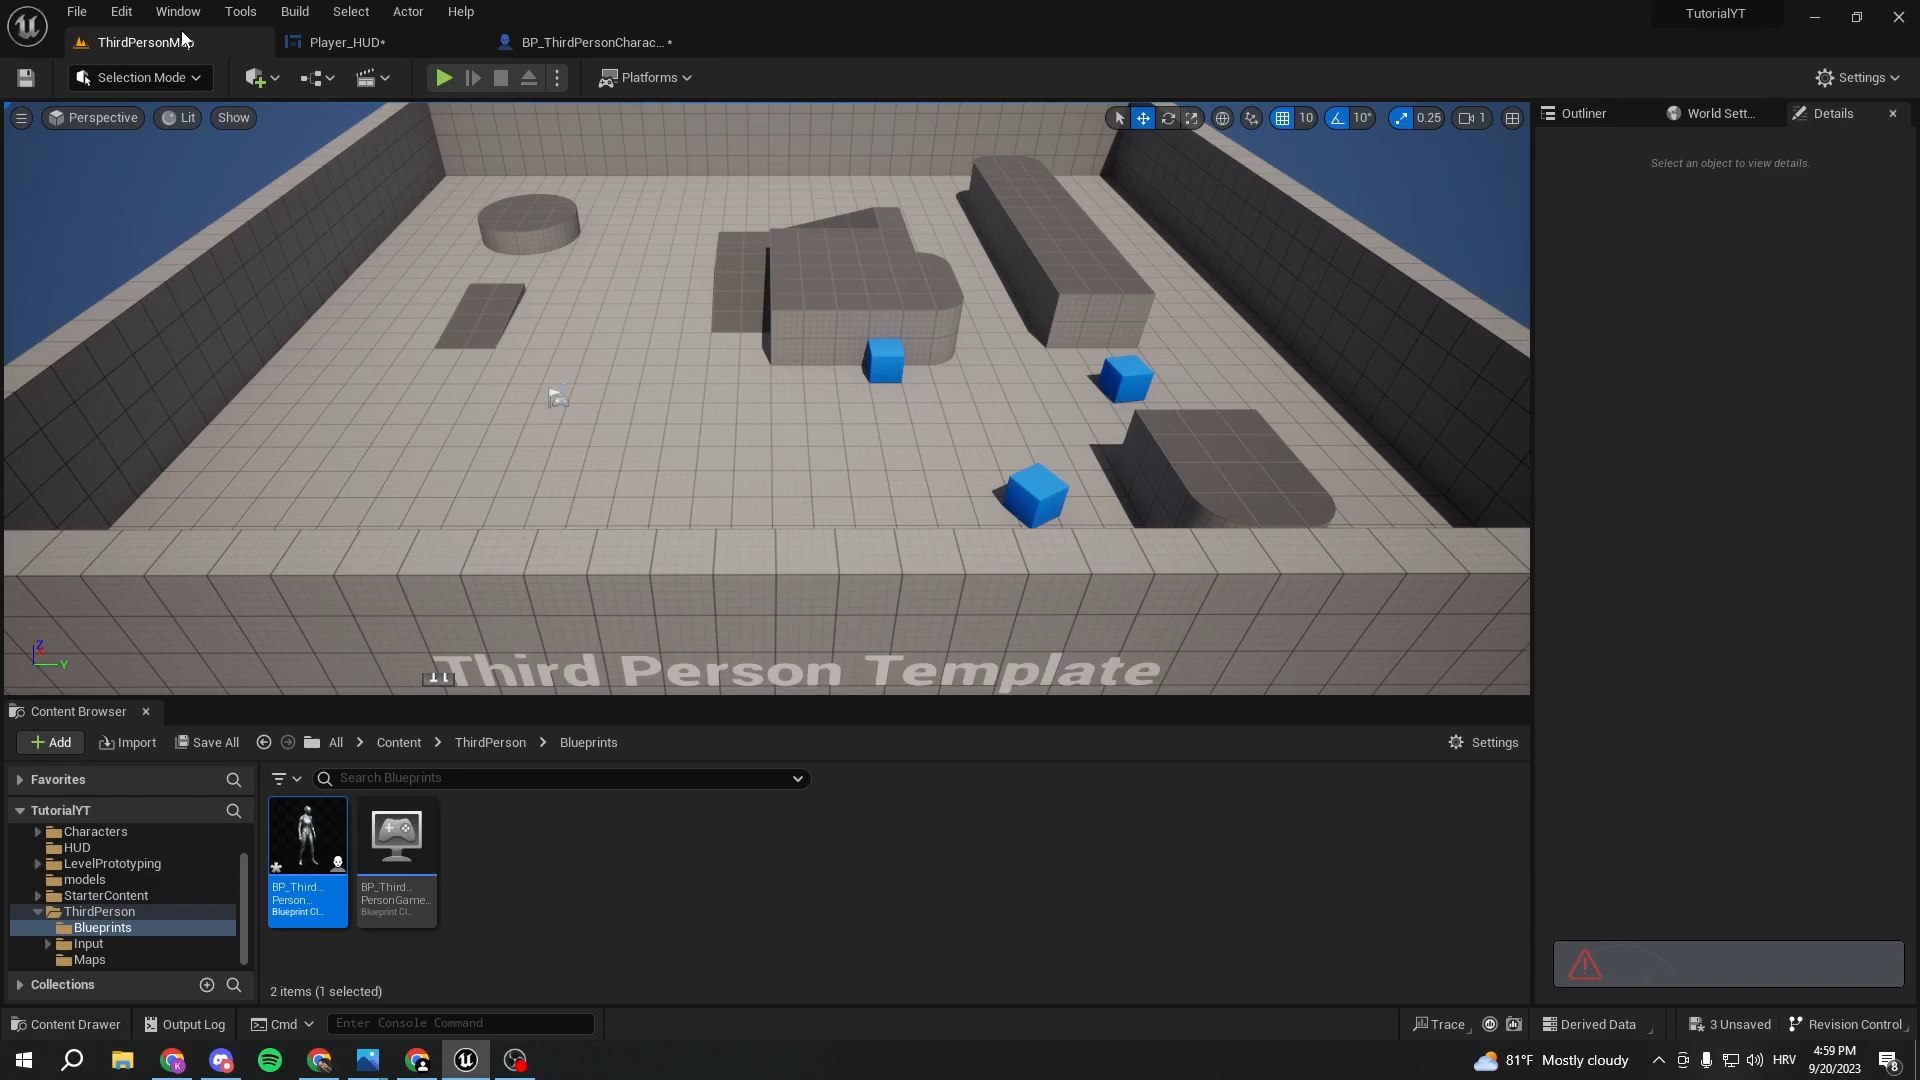 File Edit Window Tools Build Select Actor Help
TutorialYT
ThirdPersonMap
Player_HUD*
BP_ThirdPersonCharac... *
Selection Mode
Platforms
Settings
Perspective
Lit
Show
10
10°
0.25
1
Outliner
World Sett...
Details
Select an object to view details.
Third Person Template
Z
Y
Content Browser
Add
Import
Save All
All
Content
ThirdPerson
Blueprints
Settings
Favorites
Search Blueprints
TutorialYT
Characters
HUD
LevelPrototyping
models
StarterContent
ThirdPerson
Blueprints
Input
Maps
Collections
BP_Third...
Person...
Blueprint Cl...
BP_Third...
PersonGame...
Blueprint Cl...
2 items (1 selected)
Content Drawer
Output Log
Cmd
Enter Console Command
Trace
Derived Data
3 Unsaved
Revision Control
81°F Mostly cloudy
HRV
4:59 PM
9/20/2023
8